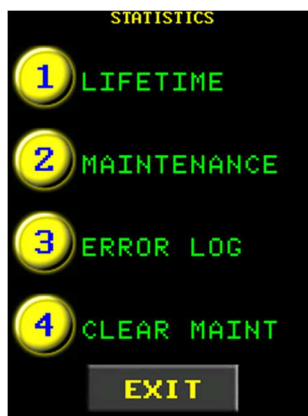 STATISTICS
1 LIFETIME
2 MAINTENANCE
3 ERROR LOG
4 CLEAR MAINT
EXIT